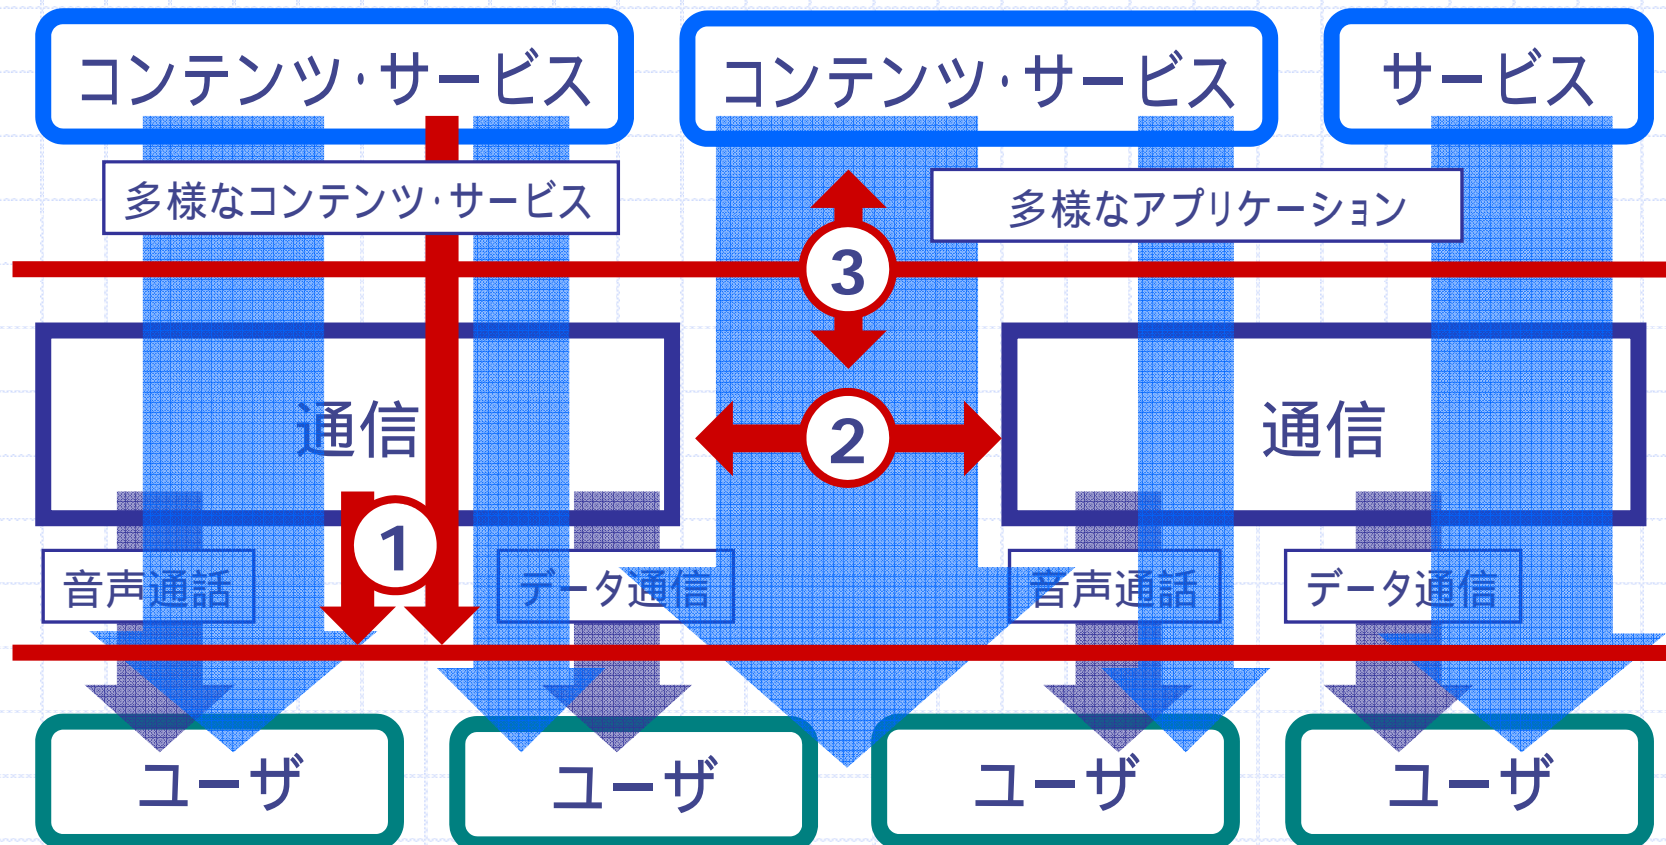 コンテンツ・サービス
コンテンツ・サービス
サービス
多様なコンテンツ・サービス
多様なアプリケーション
3
通信
2
通信
1
音声通話
データ通信
音声通話
データ通信
ユーザ
ユーザ
ユーザ
ユーザ